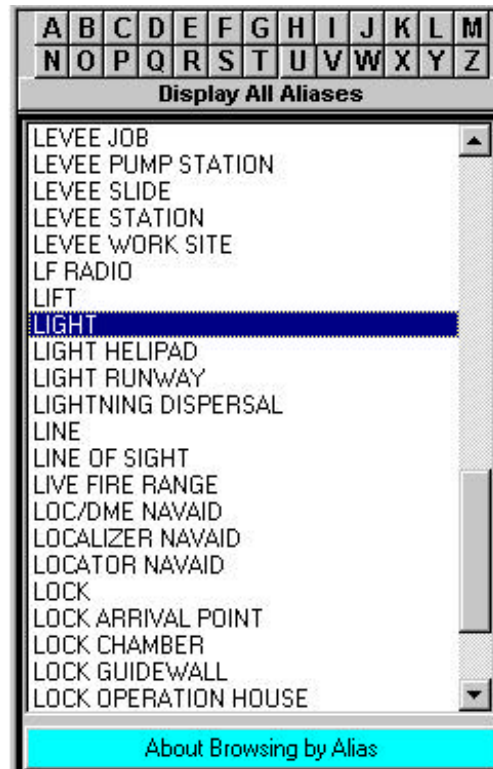 A B C D E F G H I J K L M
N O P Q R S T U V W X Y Z
Display All Aliases
LEVEE JOB
LEVEE PUMP STATION
LEVEE SLIDE
LEVEE STATION
LEVEE WORK SITE
LF RADIO
LIFT
LIGHT
LIGHT HELIPAD
LIGHT RUNWAY
LIGHTNING DISPERSAL
LINE
LINE OF SIGHT
LIVE FIRE RANGE
LOC/DME NAVAID
LOCALIZER NAVAID
LOCATOR NAVAID
LOCK
LOCK ARRIVAL POINT
LOCK CHAMBER
LOCK GUIDEWALL
LOCK OPERATION HOUSE
About Browsing by Alias